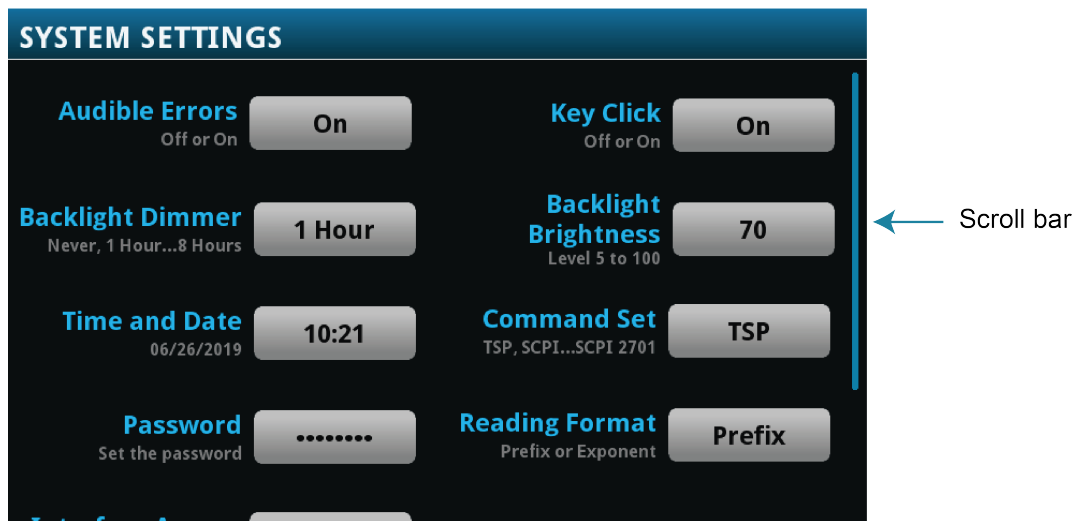 SYSTEM SETTINGS
Audible Errors
Off or On
On
Key Click
Off or On
On
Backlight Dimmer
Never, 1 Hour...8 Hours
1 Hour
Backlight
Brightness
Level 5 to 100
70
Scroll bar
Time and Date
06/26/2019
10:21
Command Set
TSP, SCPI...SCPI 2701
TSP
Password
Set the password
••••••••
Reading Format
Prefix or Exponent
Prefix